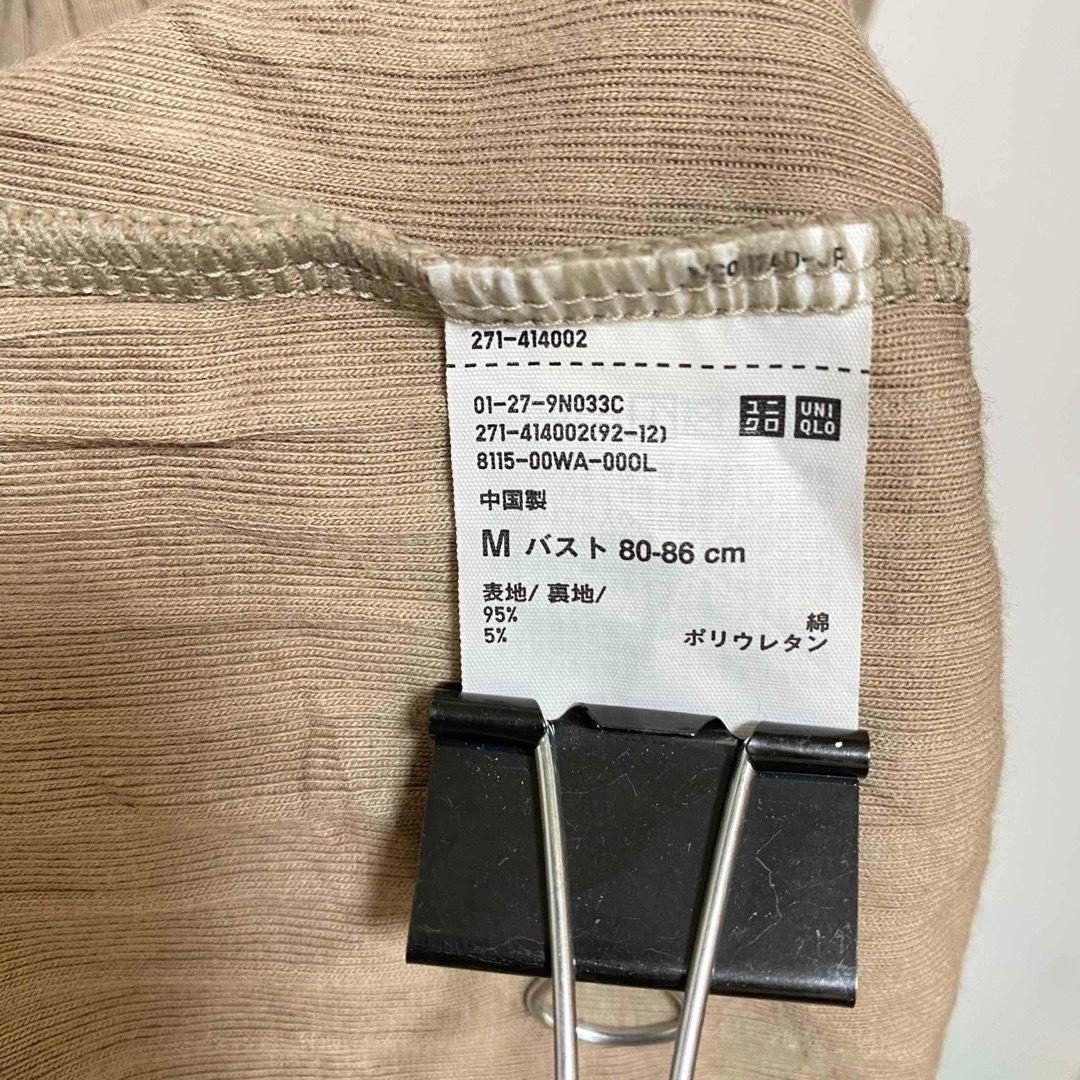 271-414002
01-27-9N033C
ユニクロ UNIQLO
271-414002(92-12)
8115-00WA-000L
中国製
M バスト 80-86 cm
表地/ 裏地/
95% 綿
5% ポリウレタン